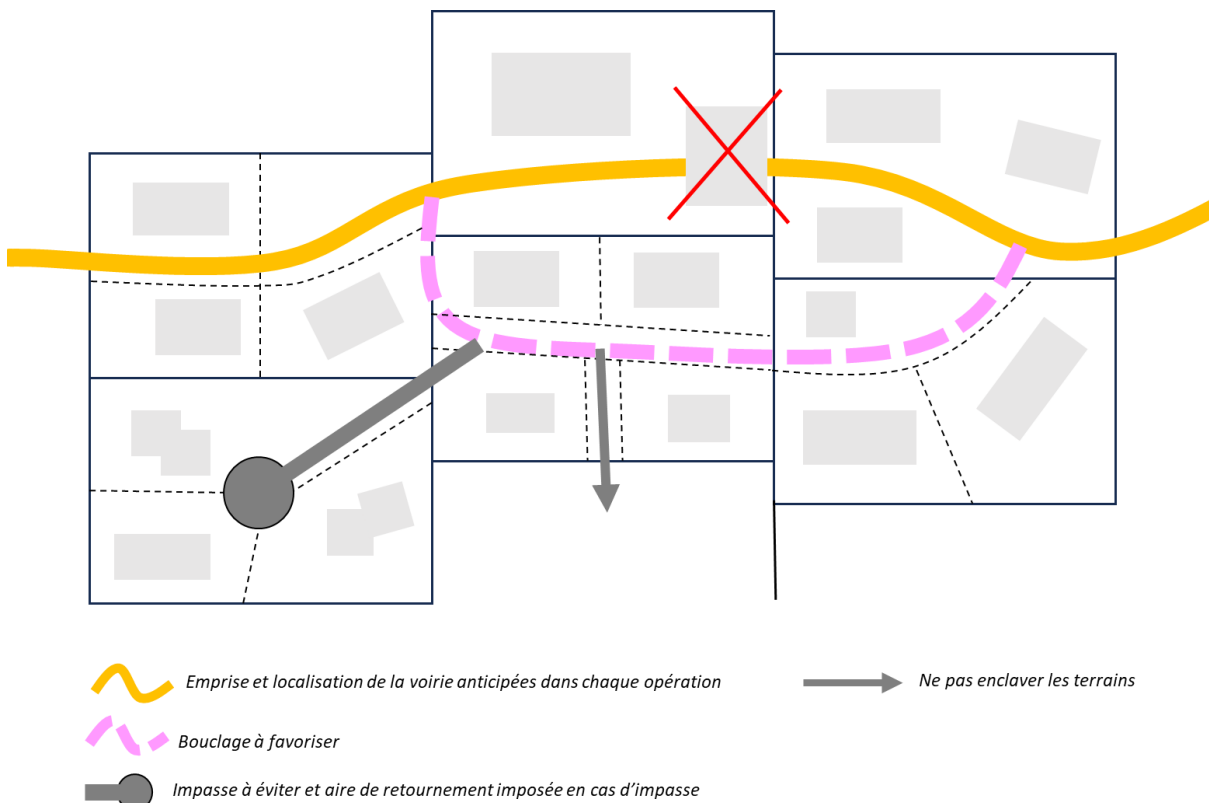 Emprise et localisation de la voirie anticipées dans chaque opération
Ne pas enclaver les terrains
Bouclage à favoriser
Impasse à éviter et aire de retournement imposée en cas d’impasse